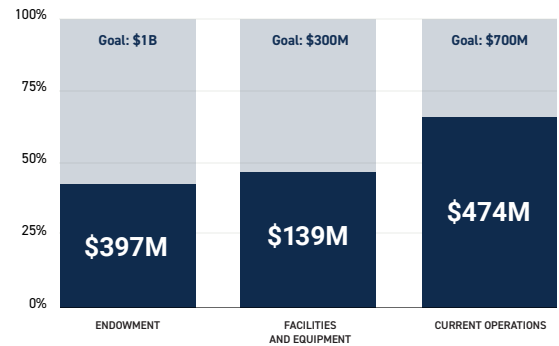 100%
75%
50%
25%
0%
Goal: $1B
Goal: $300M
Goal: $700M
$397M
$139M
$474M
ENDOWMENT
FACILITIES
AND EQUIPMENT
CURRENT OPERATIONS